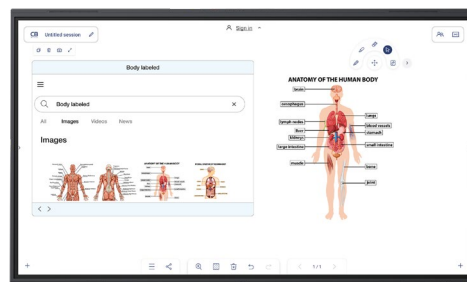 Untitled session
Sign in
Body labeled
Body labeled
All Images Videos News
Images
ANATOMY OF THE HUMAN BODY
brain
oesophagus
lungs
lymph nodes
blood vessels
liver
stomach
kidneys
large intestine
small intestine
muscle
bone
joint
1/1